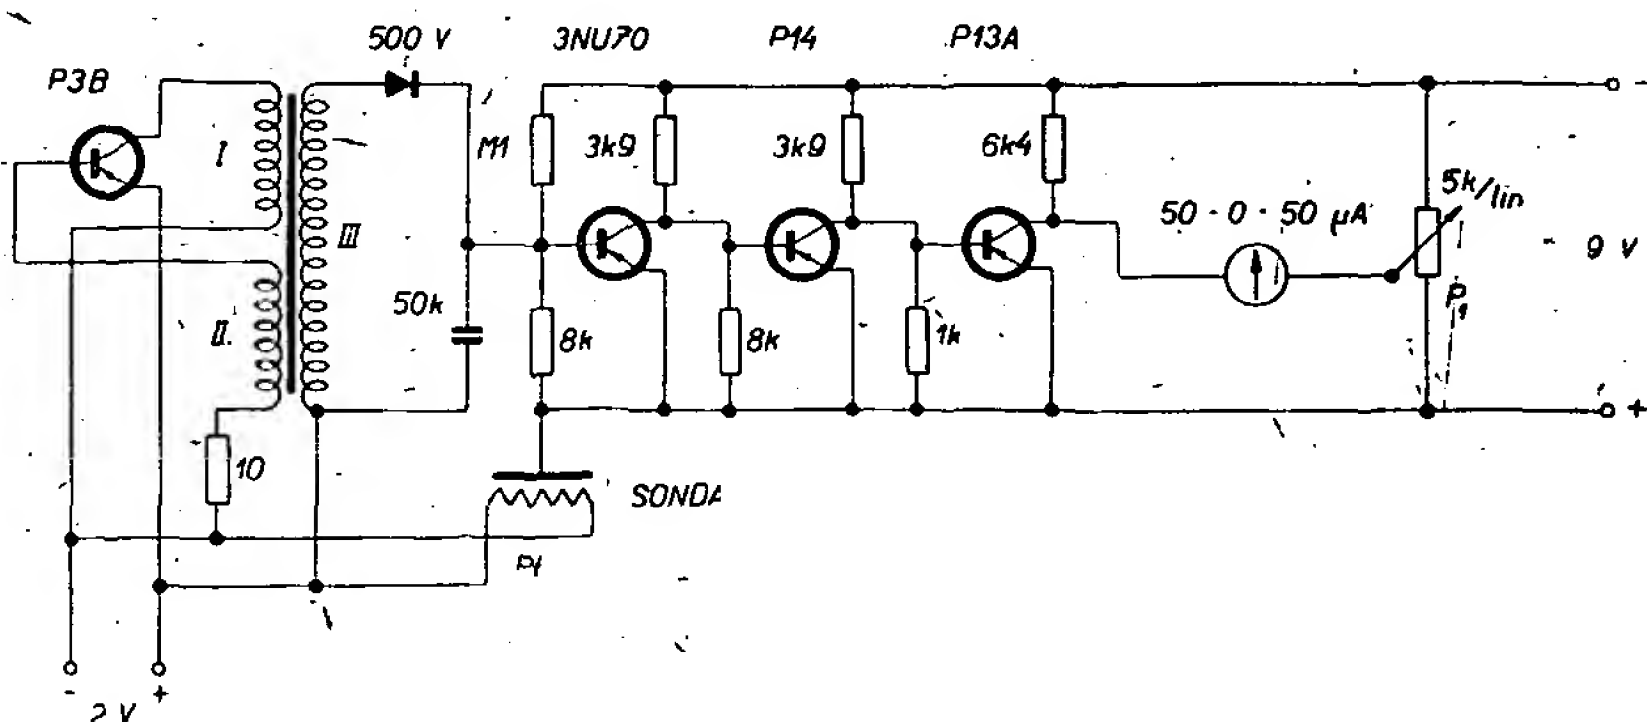 500 V 3NU70 P14 P13A
P3B
I M1 3k9 3k9 6k4 5k/lin
III 50 - 0 - 50 µA
9 V
50k P1
II. 8k 8k 1k
10
SONDA
Pt
- +
2 V
-
+